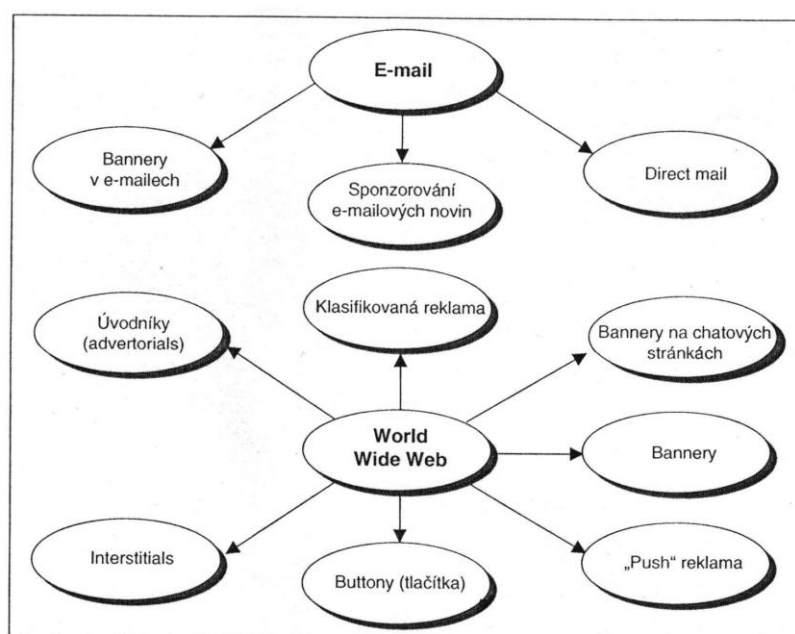 E-mail
Bannery
v e-mailech
Sponzorování
e-mailových novin
Direct mail
Klasifikovaná reklama
Úvodníky
(advertorials)
Bannery na chatových
stránkách
World
Wide Web
Bannery
Interstitials
Buttony (tlačítka)
„Push“ reklama